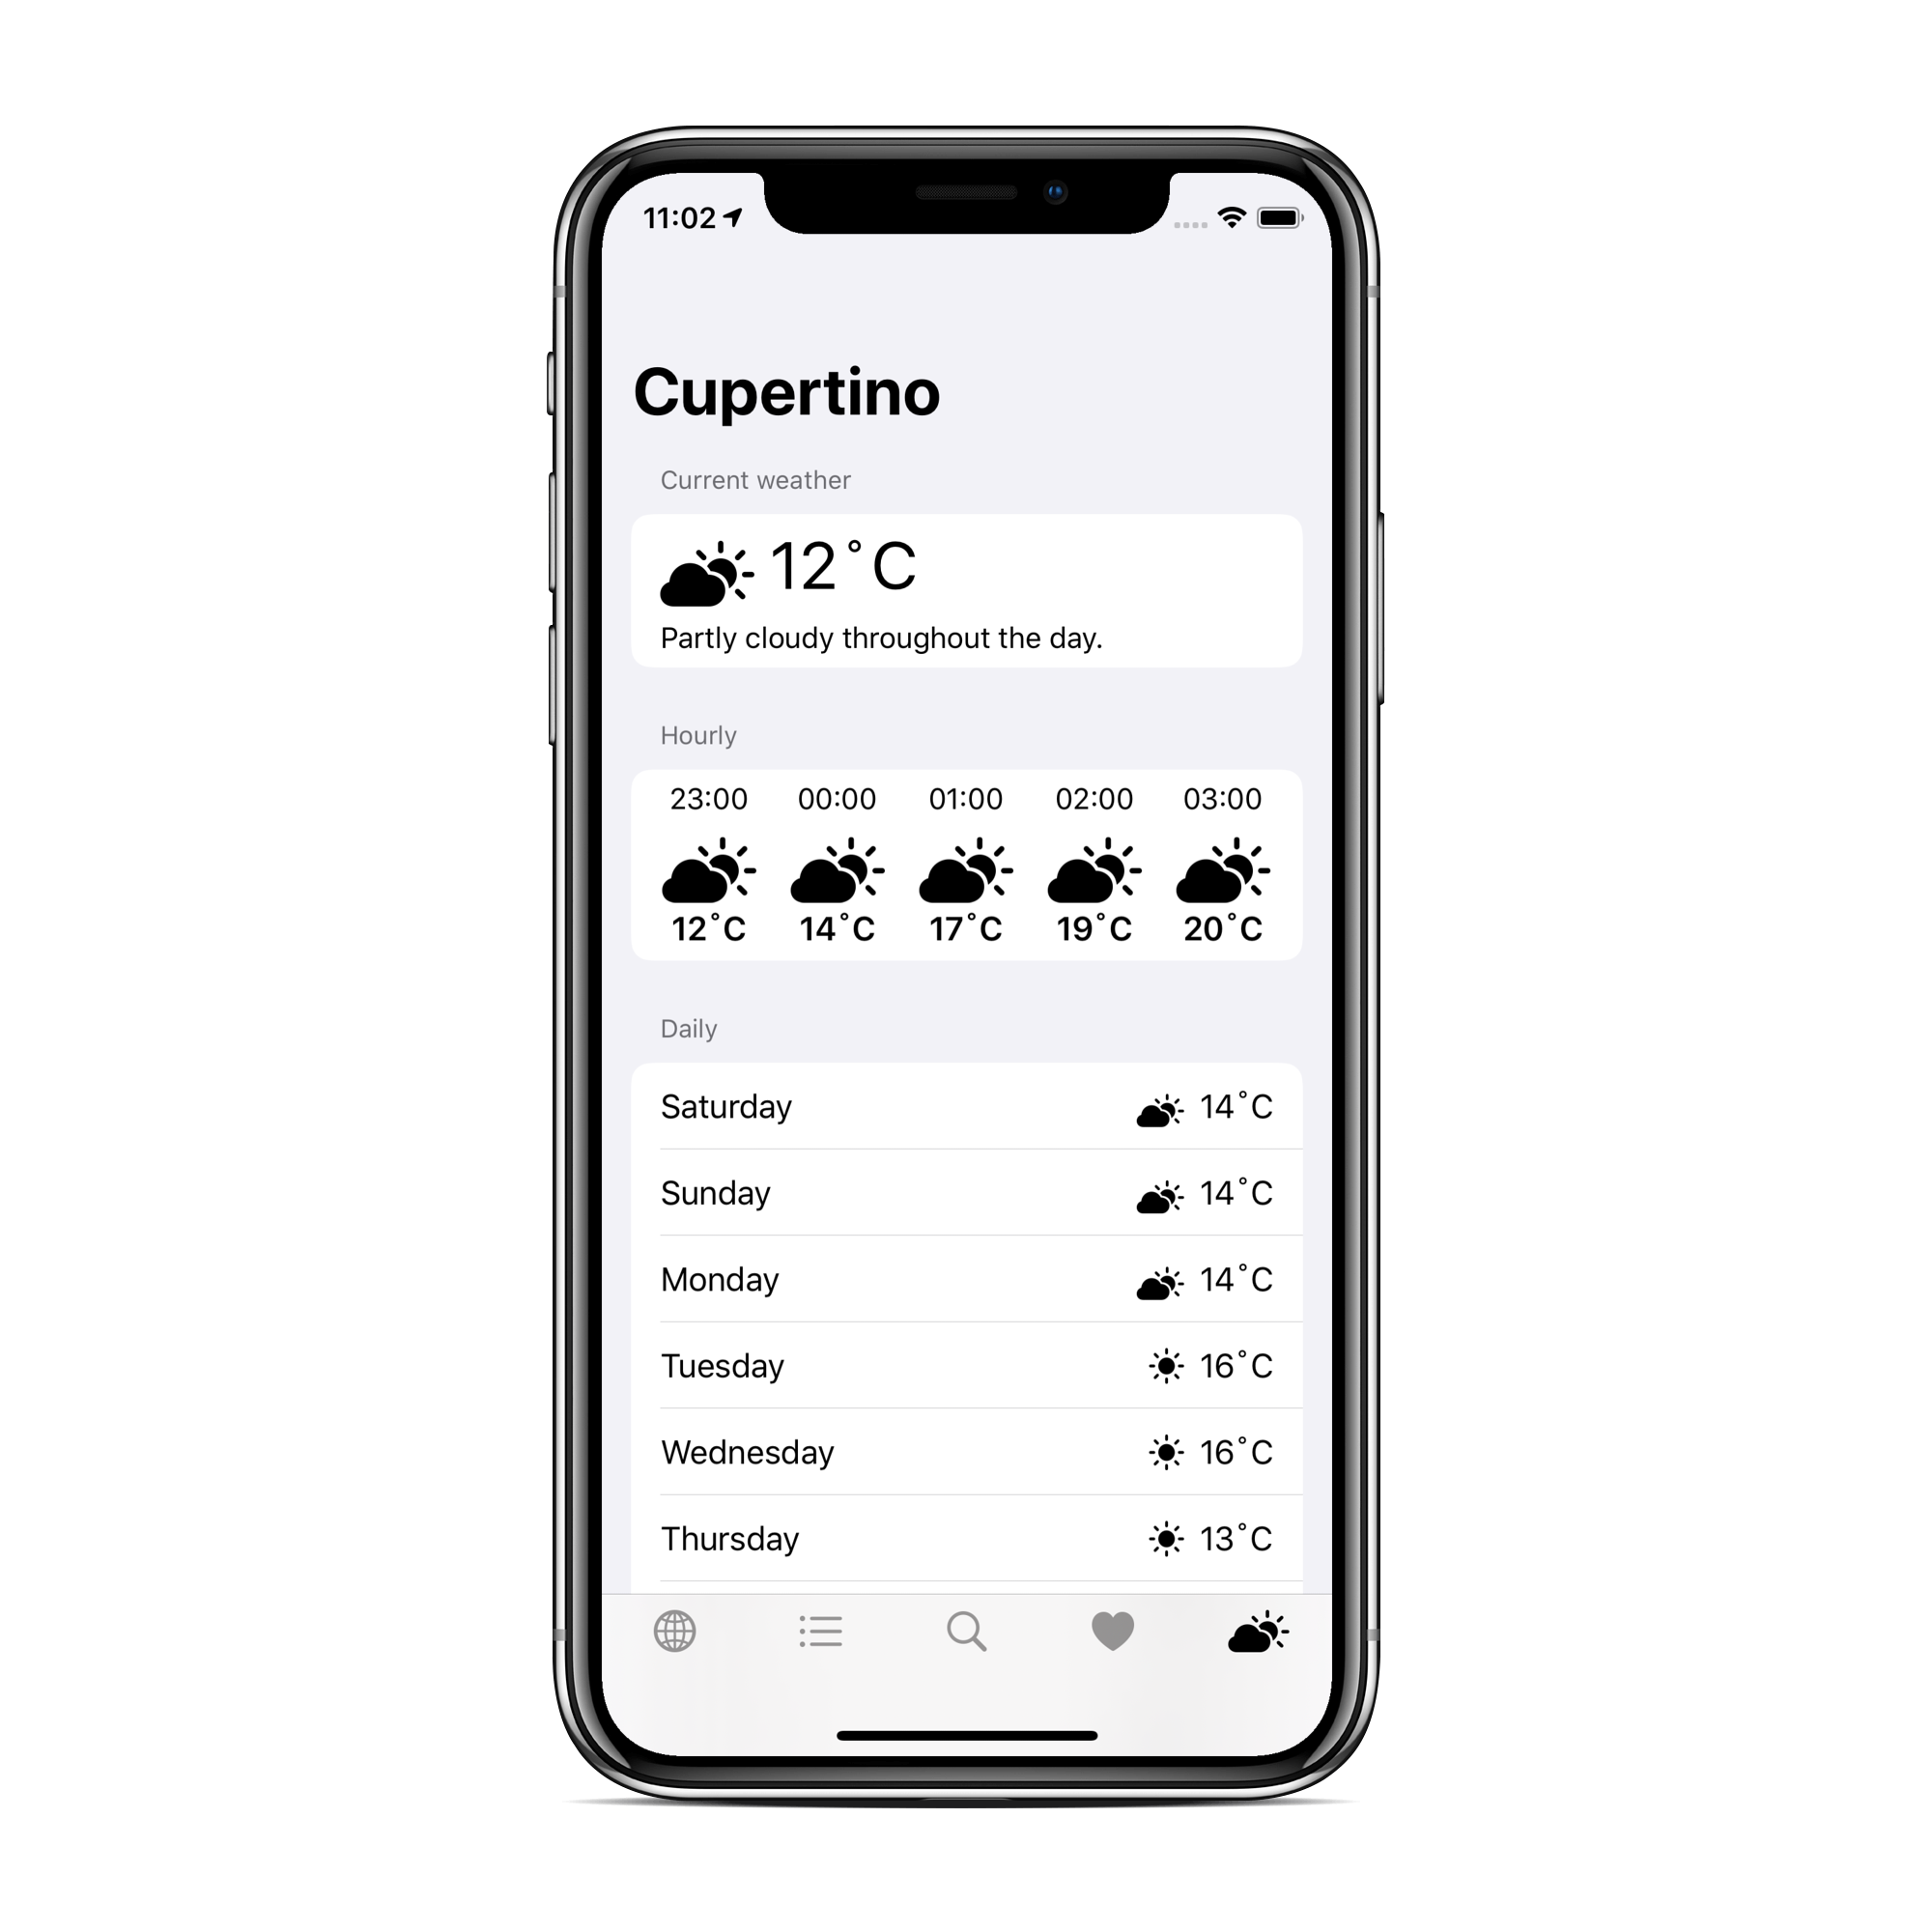 11:02
Cupertino
Current weather
12°C
Partly cloudy throughout the day.
Hourly
23:00 00:00 01:00 02:00 03:00
12°C 14°C 17°C 19°C 20°C
Daily
Saturday 14°C
Sunday 14°C
Monday 14°C
Tuesday 16°C
Wednesday 16°C
Thursday 13°C